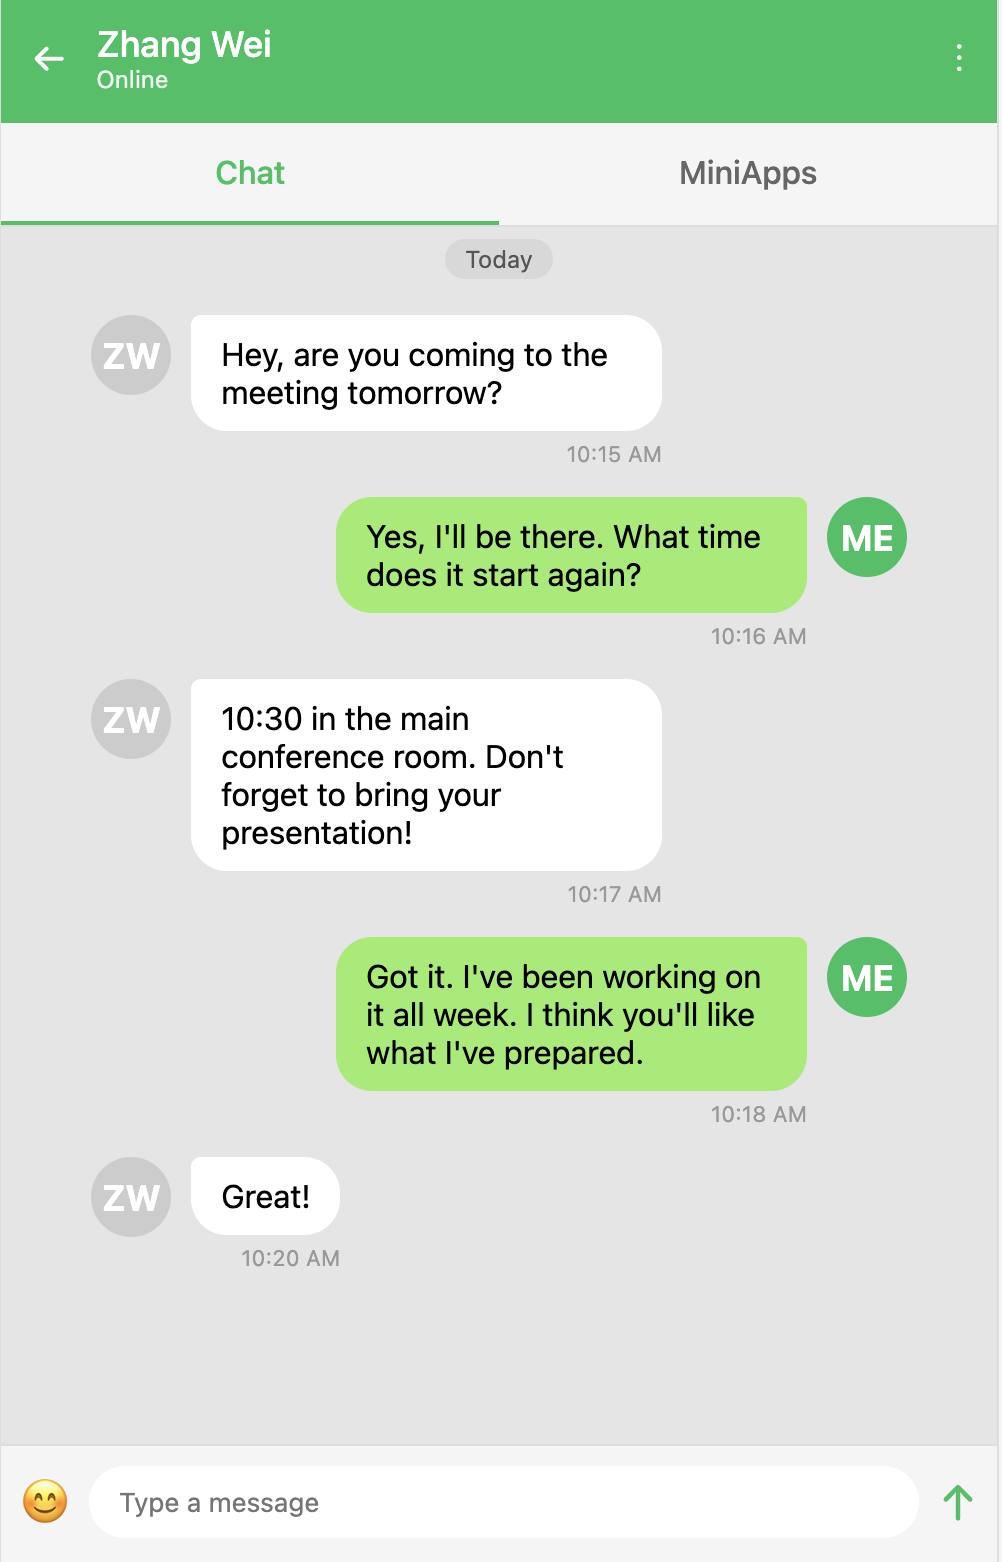 Zhang Wei
Online
Chat
MiniApps
Today
ZW
Hey, are you coming to the
meeting tomorrow?
10:15 AM
Yes, I'll be there. What time
does it start again?
ME
10:16 AM
ZW
10:30 in the main
conference room. Don't
forget to bring your
presentation!
10:17 AM
Got it. I've been working on
it all week. I think you'll like
what I've prepared.
ME
10:18 AM
ZW
Great!
10:20 AM
Type a message